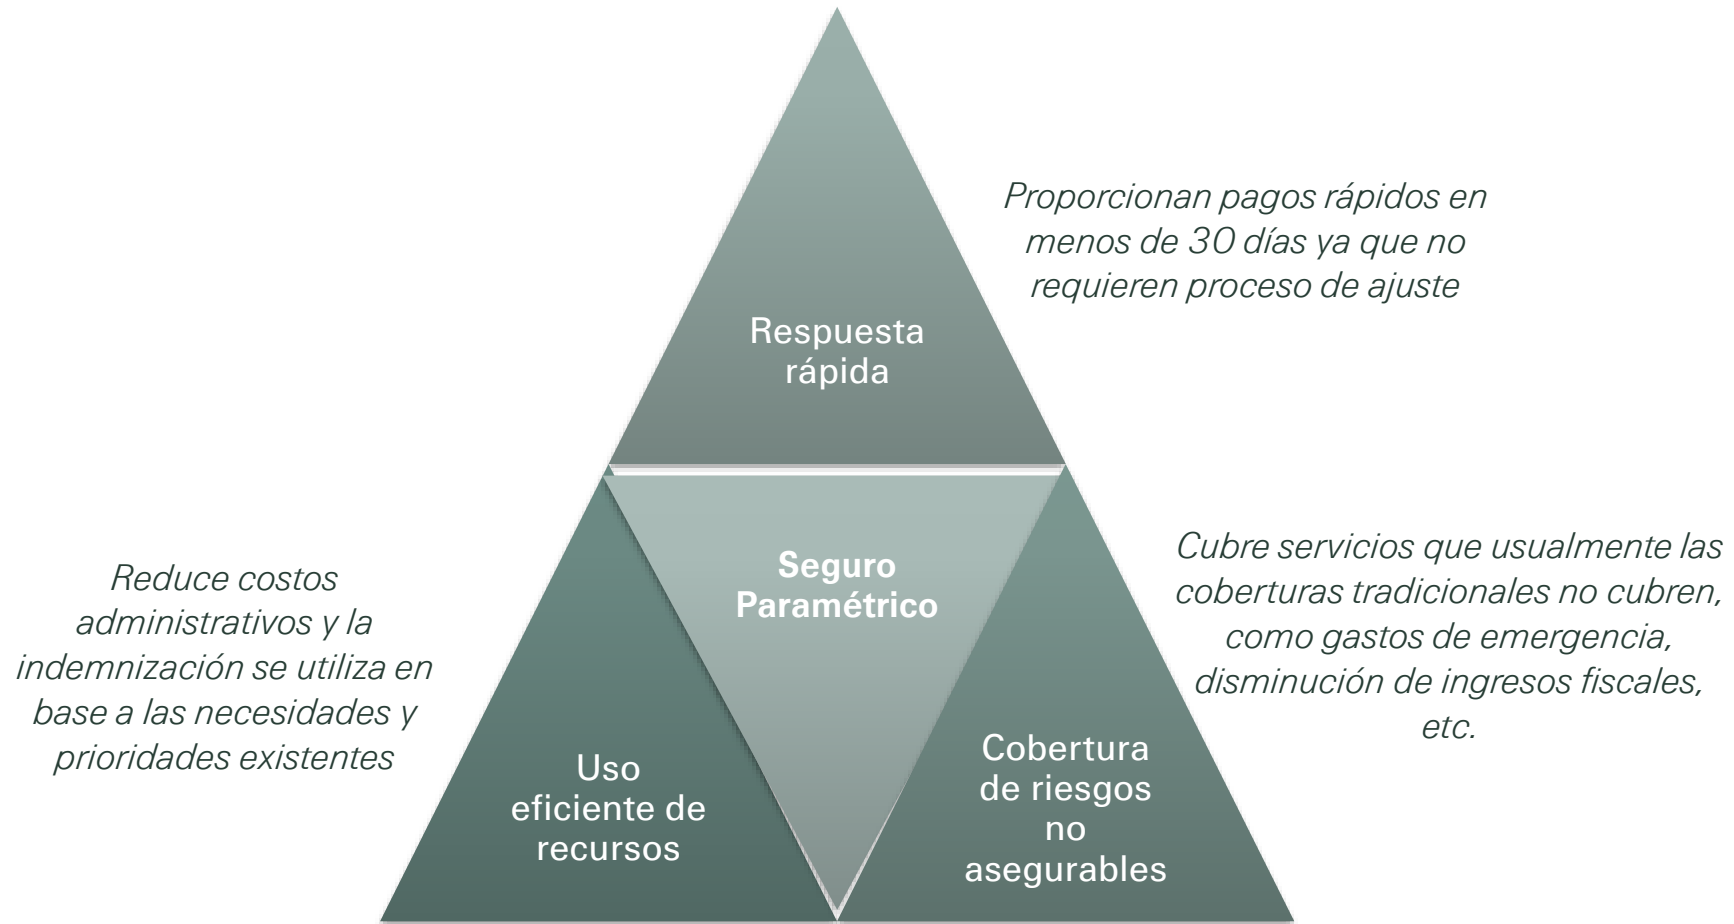 Proporcionan pagos rápidos en
menos de 30 días ya que no
requieren proceso de ajuste
Respuesta
rápida
Seguro
Paramétrico
Reduce costos
administrativos y la
indemnización se utiliza en
base a las necesidades y
prioridades existentes
Uso
eficiente de
recursos
Cubre servicios que usualmente las
coberturas tradicionales no cubren,
como gastos de emergencia,
disminución de ingresos fiscales,
etc.
Cobertura
de riesgos
no
asegurables